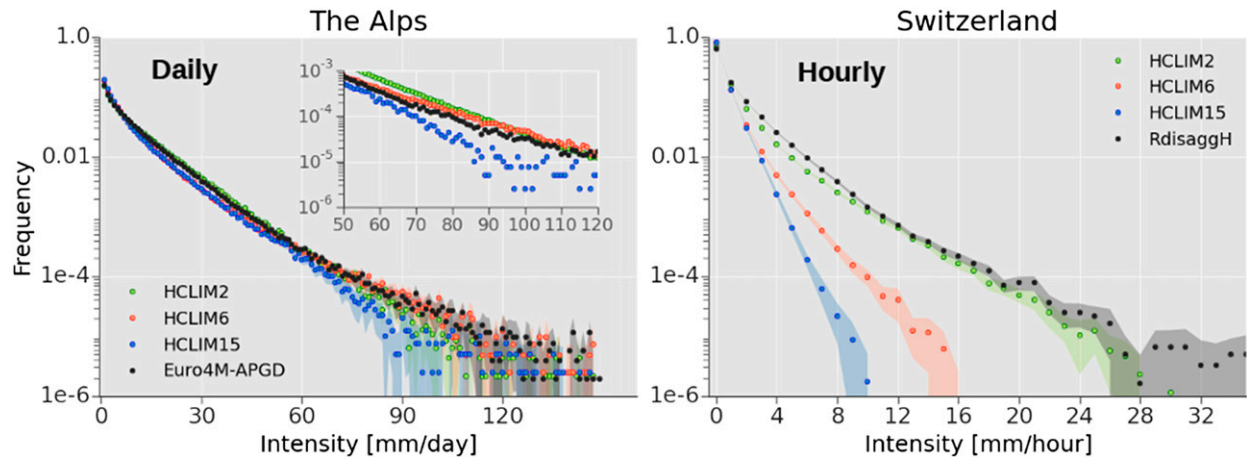 The Alps
Daily
1.0
0.01
1e-4
1e-6
Frequency
10-3
10-4
10-5
10-6
50 60 70 80 90 100 110 120
HCLIM2
HCLIM6
HCLIM15
Euro4M-APGD
0 30 60 90 120
Intensity [mm/day]
Switzerland
Hourly
1.0
0.01
1e-4
1e-6
HCLIM2
HCLIM6
HCLIM15
RdisaggH
0 4 8 12 16 20 24 28 32
Intensity [mm/hour]